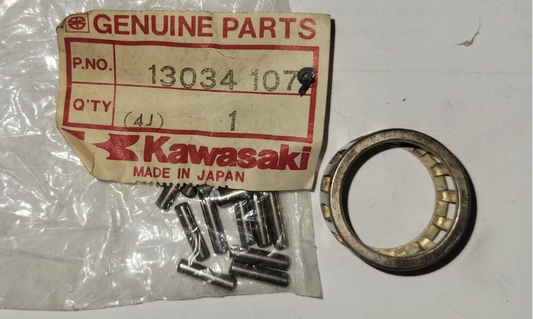 GENUINE PARTS
P.NO. 13034 107
Q'TY (4J) 1
Kawasaki
MADE IN JAPAN